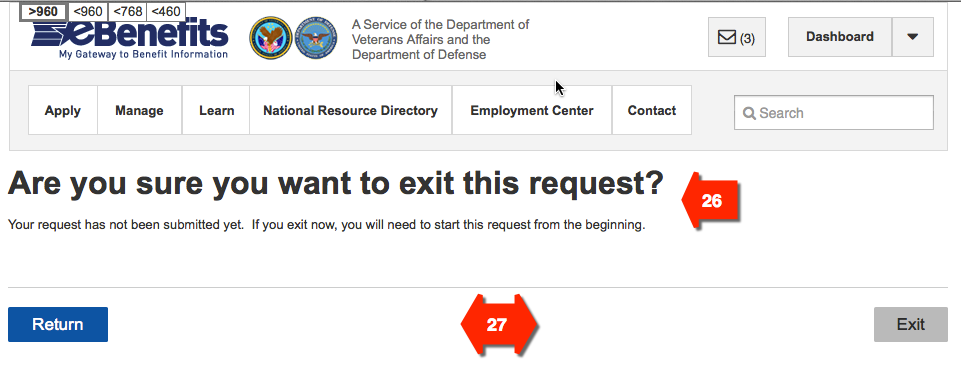 >960 <960 <768 <460
eBenefits
My Gateway to Benefit Information
A Service of the Department of
Veterans Affairs and the
Department of Defense
(3)
Dashboard
Apply Manage Learn National Resource Directory Employment Center Contact
Search
Are you sure you want to exit this request?
26
Your request has not been submitted yet. If you exit now, you will need to start this request from the beginning.
Return 27 Exit